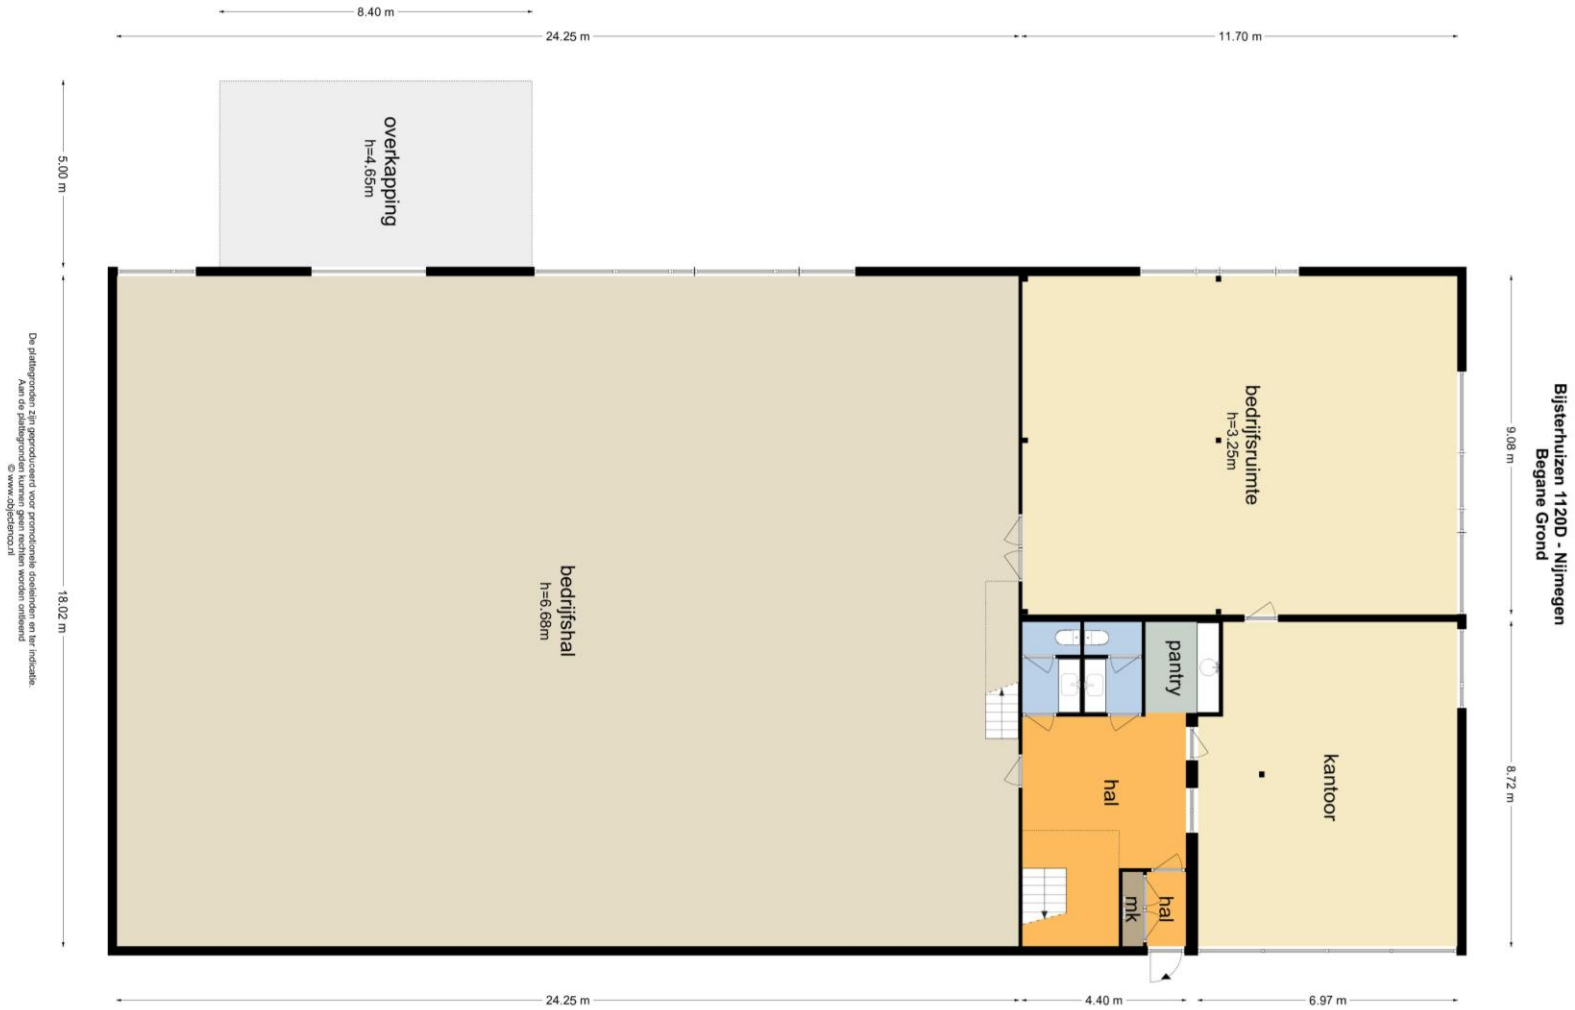 8.40 m
24.25 m
11.70 m
5.00 m
18.02 m
overkapping
h=4.65m
bedrijfshal
h=6.68m
bedrijfsruimte
h=3.25m
pantry
hal
kantoor
mk
hal
9.08 m
8.72 m
24.25 m
4.40 m
6.97 m
Bijsterhuizen 1120D - Nijmegen
Begane Grond
De plattegronden zijn geproduceerd voor promotionele doeleinden en ter indicatie.
Aan de plattegronden kunnen geen rechten worden ontleend
© www.objectenco.nl